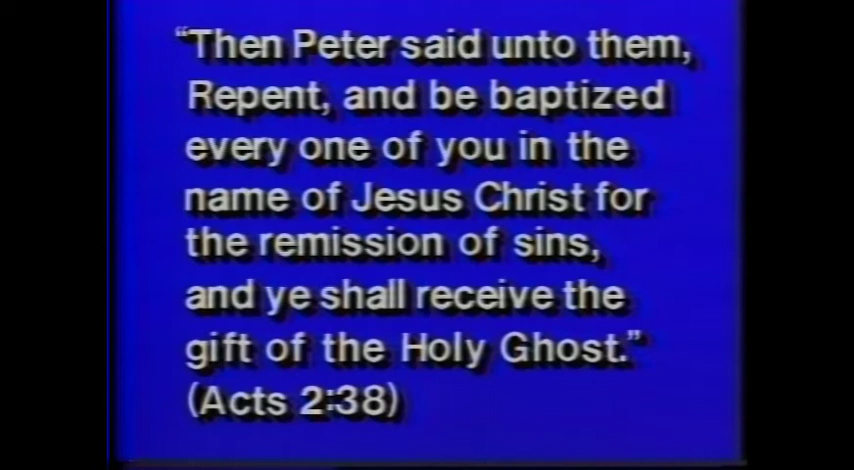 “Then Peter said unto them,
Repent, and be baptized
every one of you in the
name of Jesus Christ for
the remission of sins,
and ye shall receive the
gift of the Holy Ghost.”
(Acts 2:38)